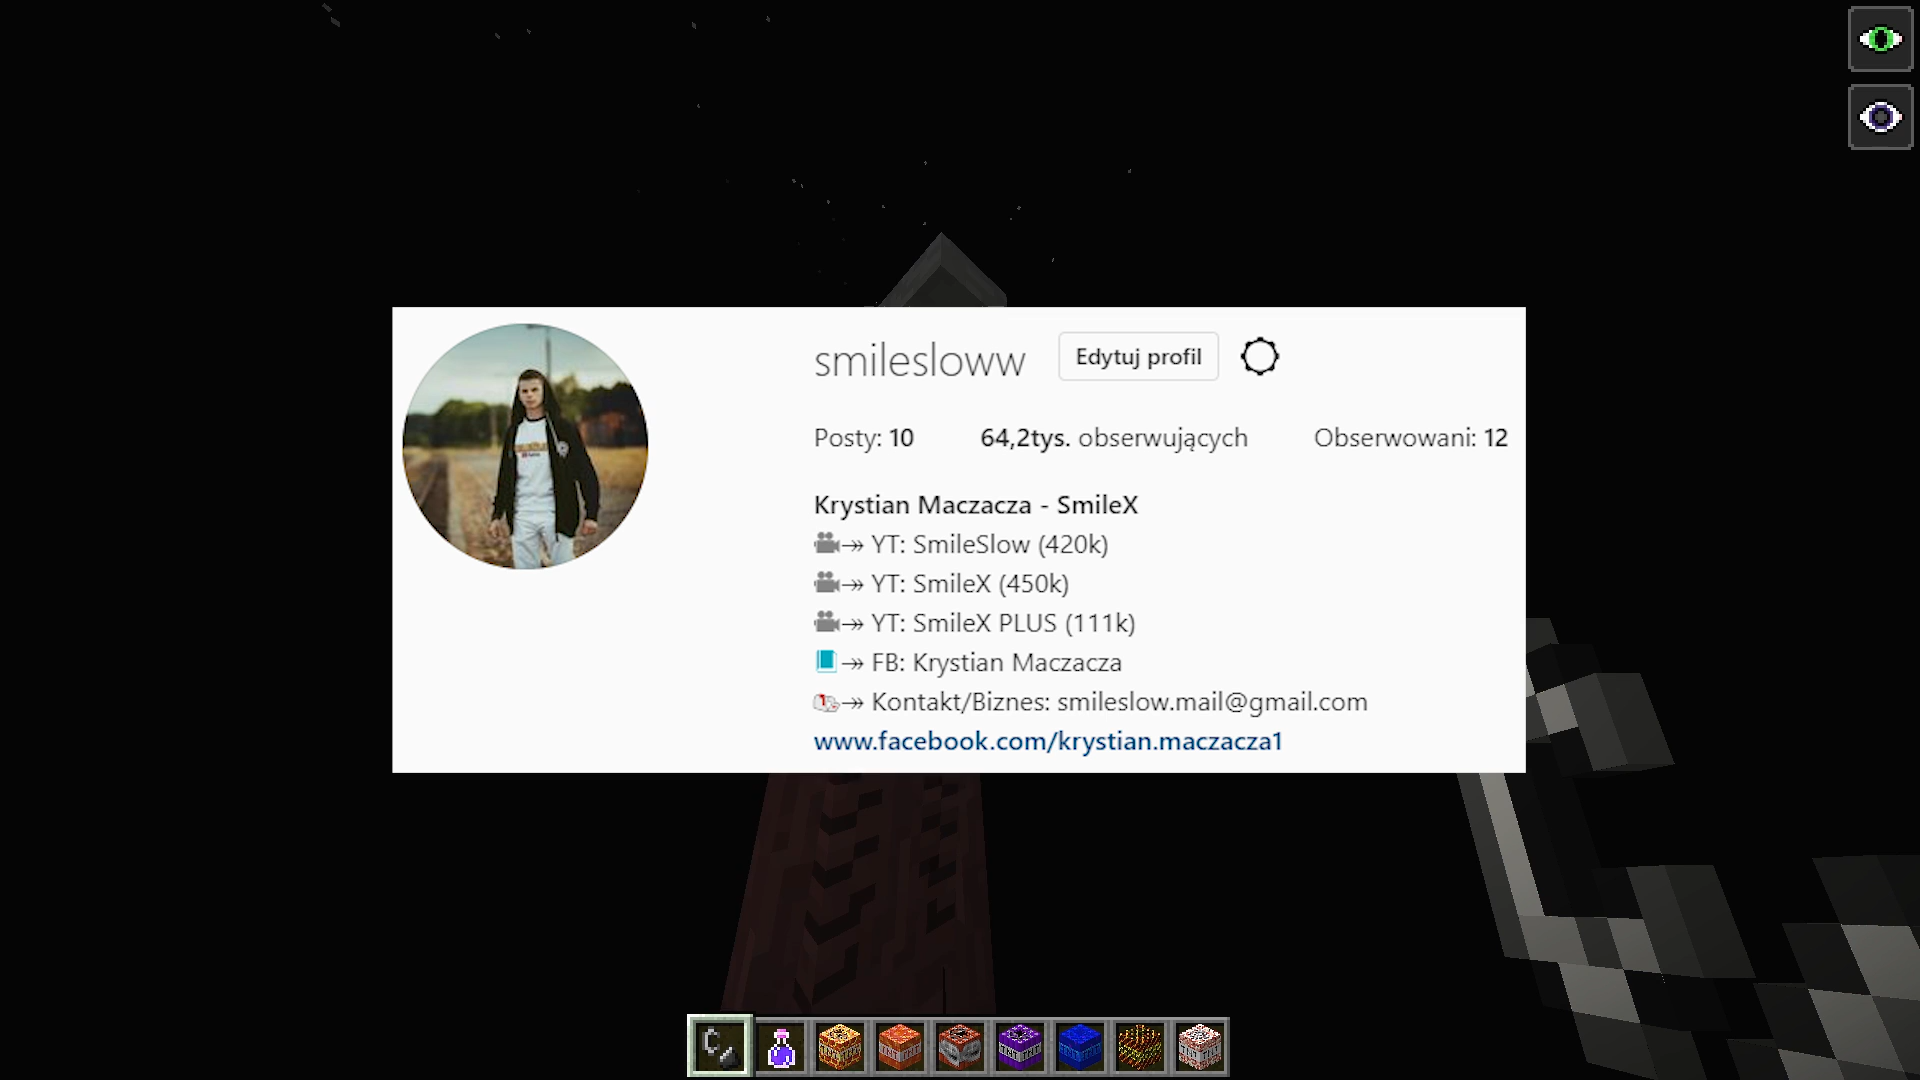 smilesloww Edytuj profil
Posty: 10 64,2tys. obserwujących Obserwowani: 12
Krystian Maczacza - SmileX
→ YT: SmileSlow (420k)
→ YT: SmileX (450k)
→ YT: SmileX PLUS (111k)
→ FB: Krystian Maczacza
→ Kontakt/Biznes: smileslow.mail@gmail.com
www.facebook.com/krystian.maczacza1